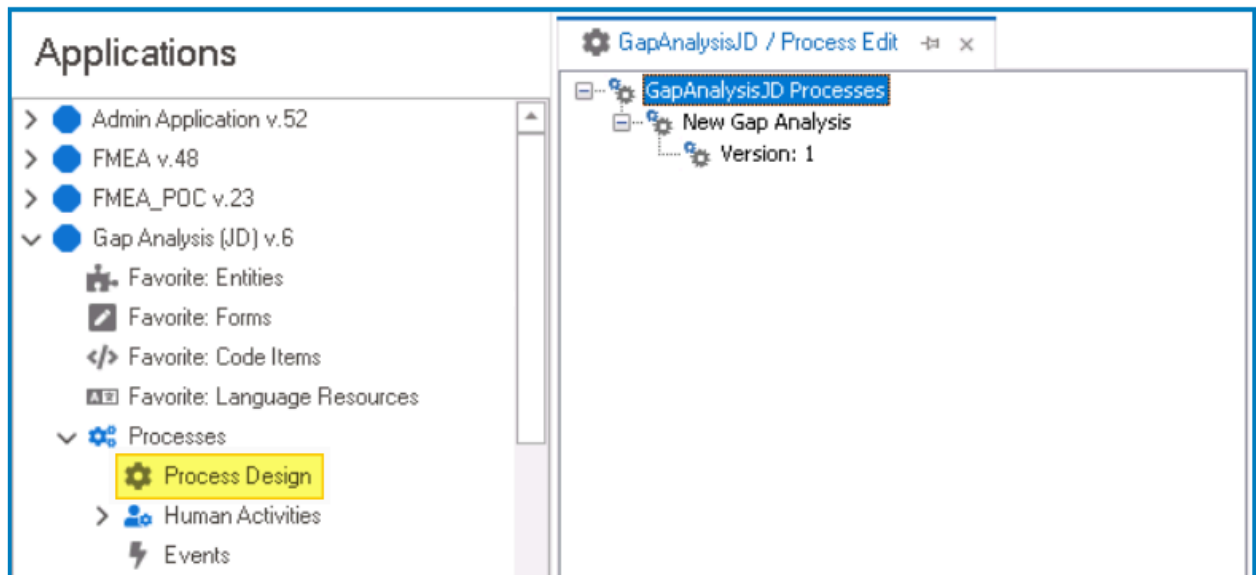 Applications
Admin Application v.52
FMEA v.48
FMEA_POC v.23
Gap Analysis (JD) v.6
Favorite: Entities
Favorite: Forms
Favorite: Code Items
Favorite: Language Resources
Processes
Process Design
Human Activities
Events
GapAnalysisJD / Process Edit
GapAnalysisJD Processes
New Gap Analysis
Version: 1